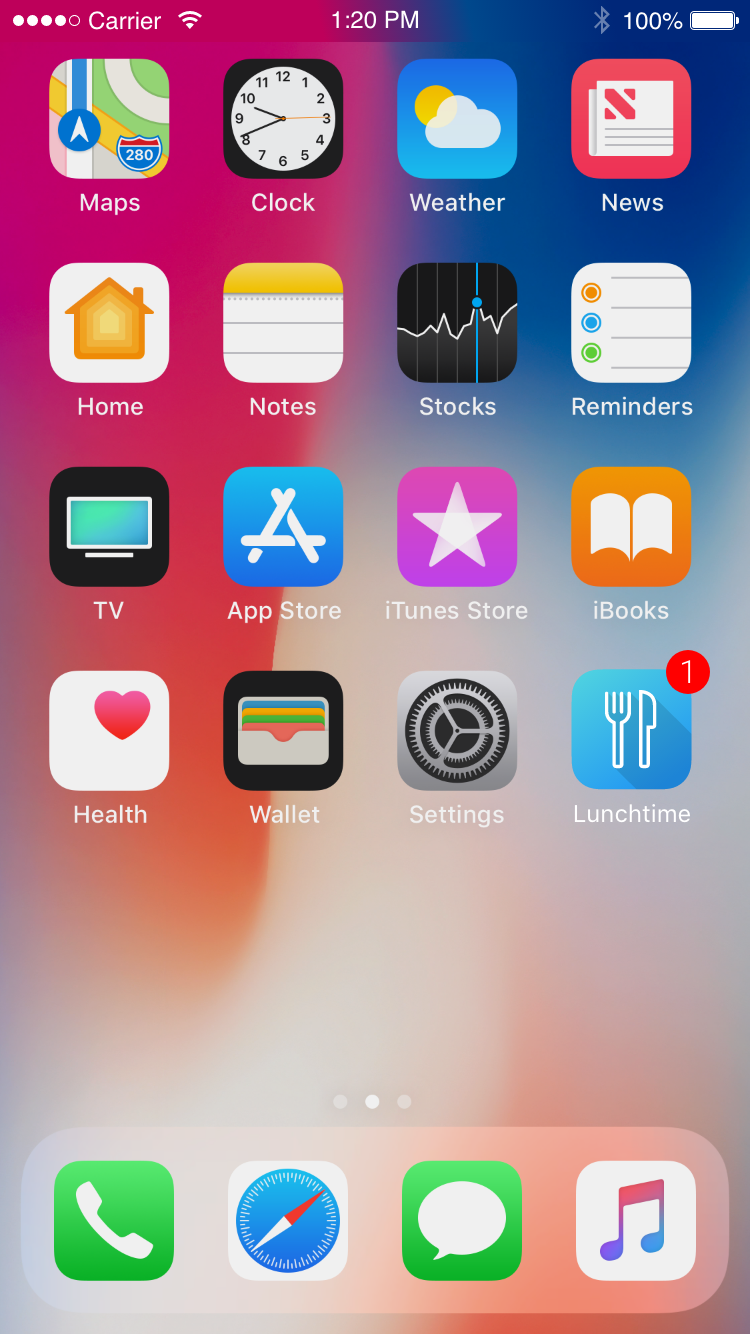 Carrier 1:20 PM 100%
280
12
11 1
10 2
9 3
8 4
7 5
6
Maps Clock Weather News
Home Notes Stocks Reminders
TV App Store iTunes Store iBooks
1
Health Wallet Settings Lunchtime